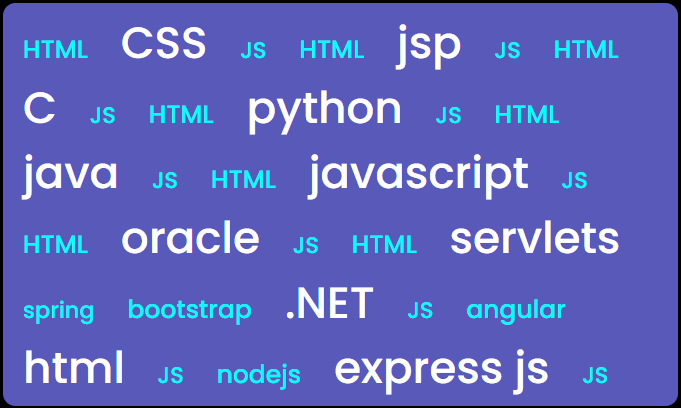 HTML CSS JS HTML jsp JS HTML
C JS HTML python JS HTML
java JS HTML javascript JS
HTML oracle JS HTML servlets
spring bootstrap .NET JS angular
html JS nodejs express js JS